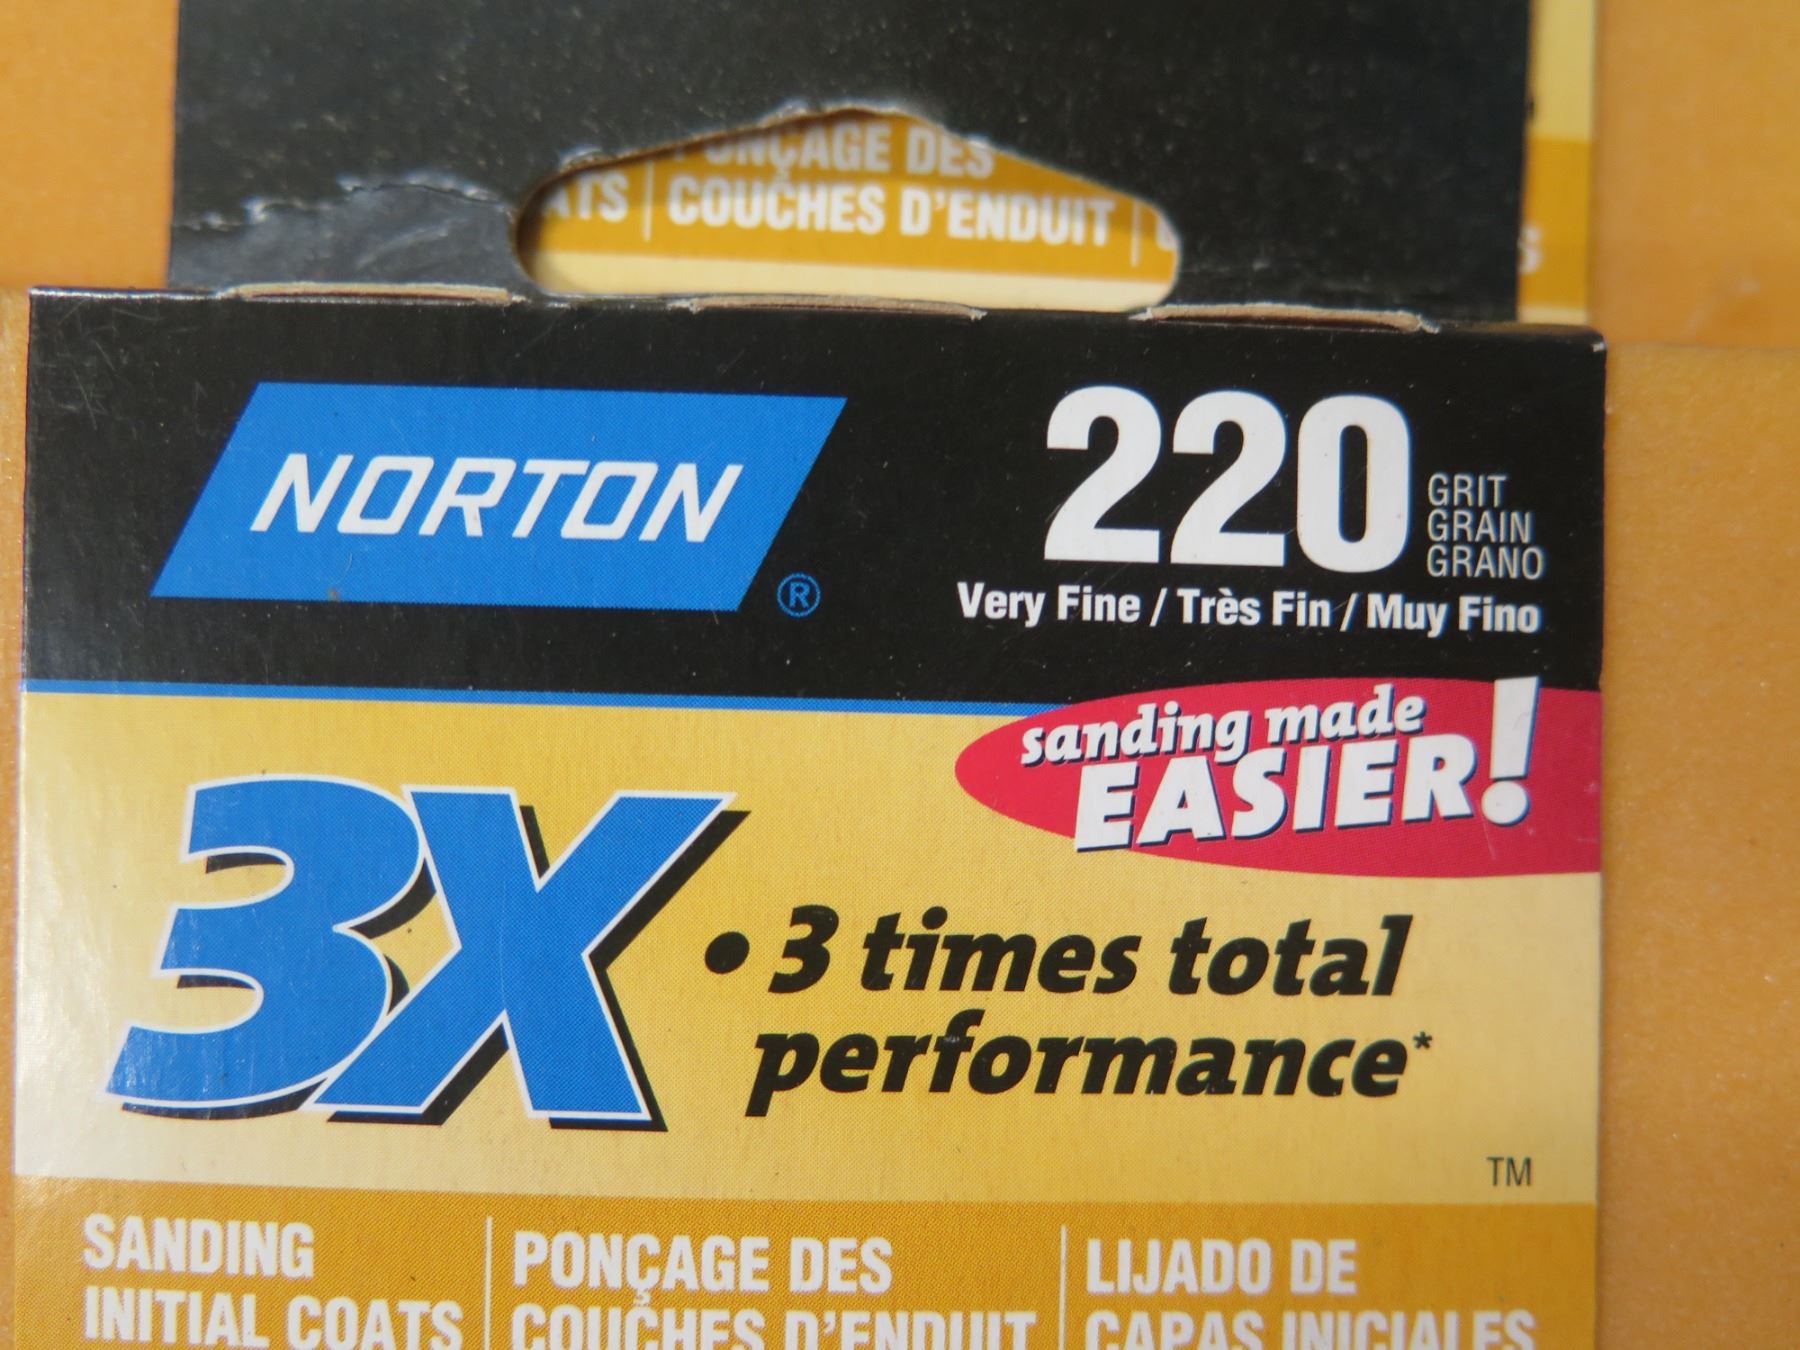 PONÇAGE DES
ATS | COUCHES D'ENDUIT
NORTON ®
220
GRIT
GRAIN
GRANO
Very Fine / Très Fin / Muy Fino
sanding made
EASIER!
3X
• 3 times total
performance*
TM
SANDING
INITIAL COATS
PONÇAGE DES
COUCHES D'ENDUIT
LIJADO DE
CAPAS INICIALES